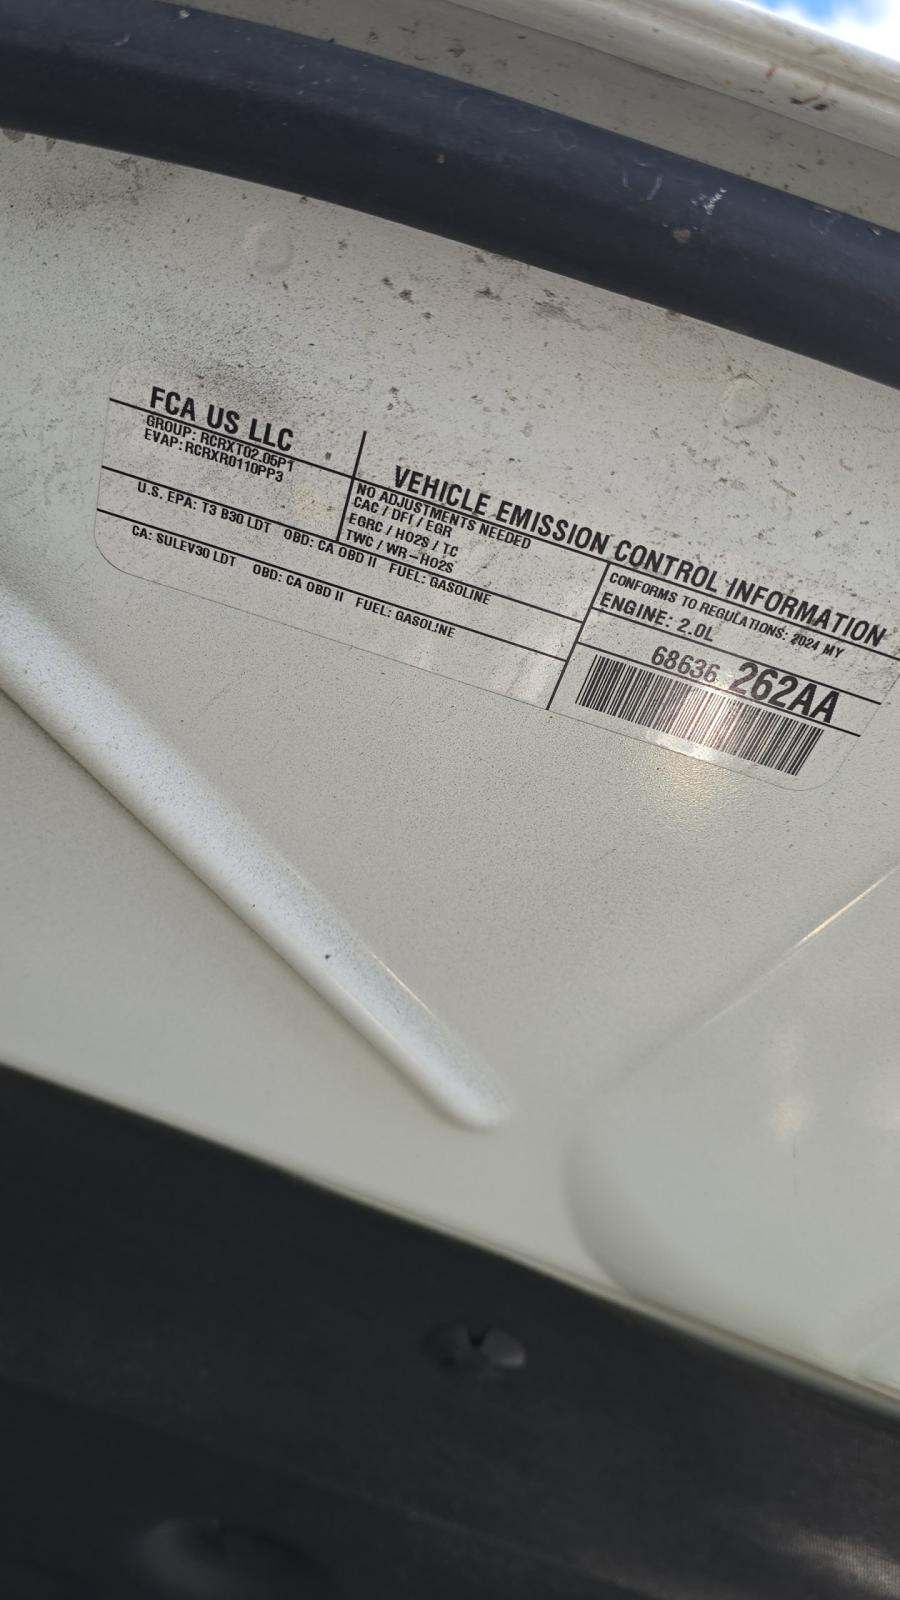 FCA US LLC
GROUP: RCRXT02.05P1
EVAP: RCRXR0110PP3
VEHICLE EMISSION CONTROL INFORMATION
NO ADJUSTMENTS NEEDED
CAC / DFI / EGR
EGRC / HO2S / TC
TWC / WR-HO2S
CONFORMS TO REGULATIONS: 2024 MY
ENGINE: 2.0L
U.S. EPA: T3 B30 LDT OBD: CA OBD II FUEL: GASOLINE
CA: SULEV30 LDT OBD: CA OBD II FUEL: GASOLINE
68636 262AA